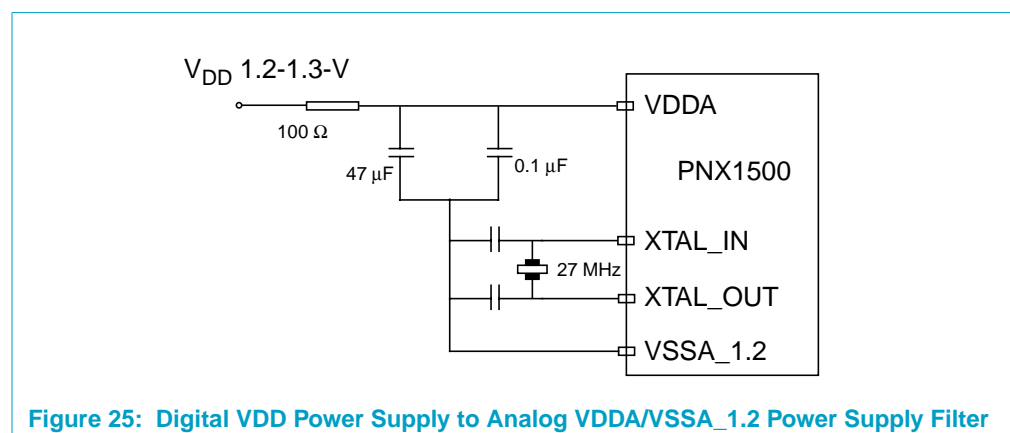 V_DD 1.2-1.3-V
100 Ω
47 μF
0.1 μF
VDDA
PNX1500
XTAL_IN
27 MHz
XTAL_OUT
VSSA_1.2
Figure 25: Digital VDD Power Supply to Analog VDDA/VSSA_1.2 Power Supply Filter